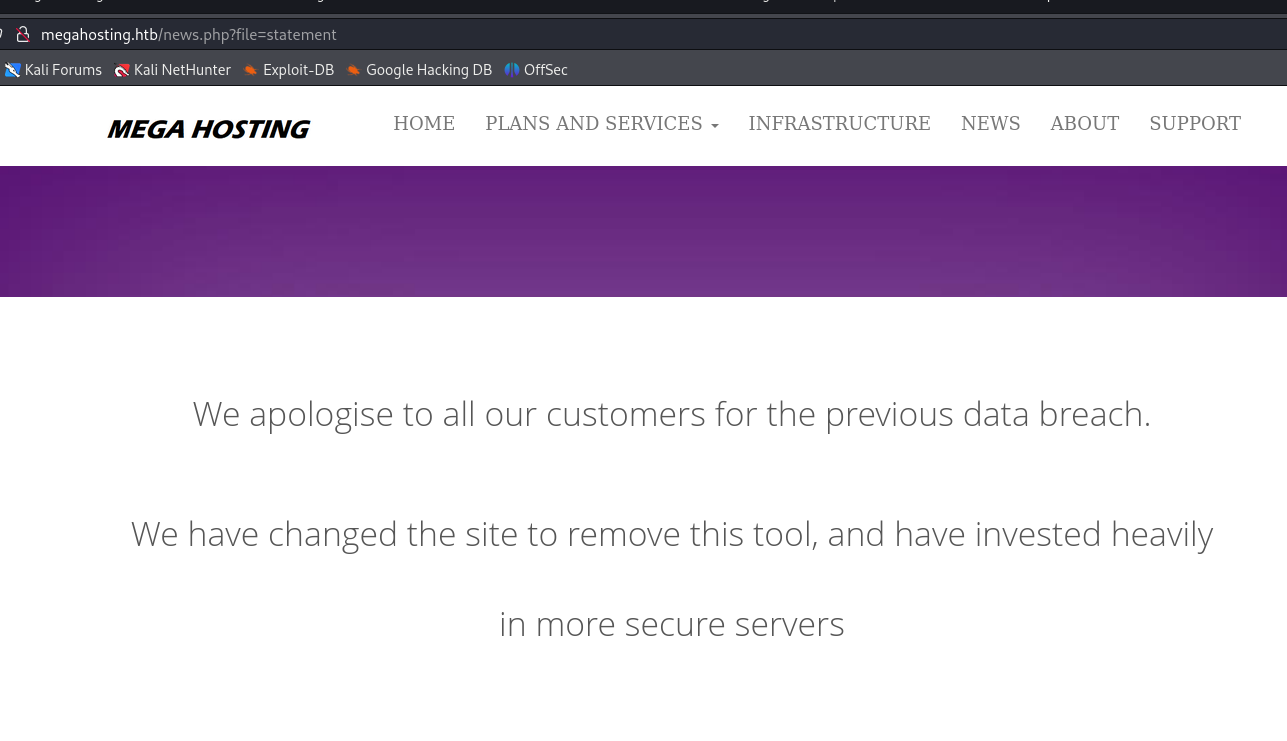 megahosting.htb/news.php?file=statement
Kali Forums Kali NetHunter Exploit-DB Google Hacking DB OffSec
MEGA HOSTING HOME PLANS AND SERVICES INFRASTRUCTURE NEWS ABOUT SUPPORT
We apologise to all our customers for the previous data breach.
We have changed the site to remove this tool, and have invested heavily
in more secure servers